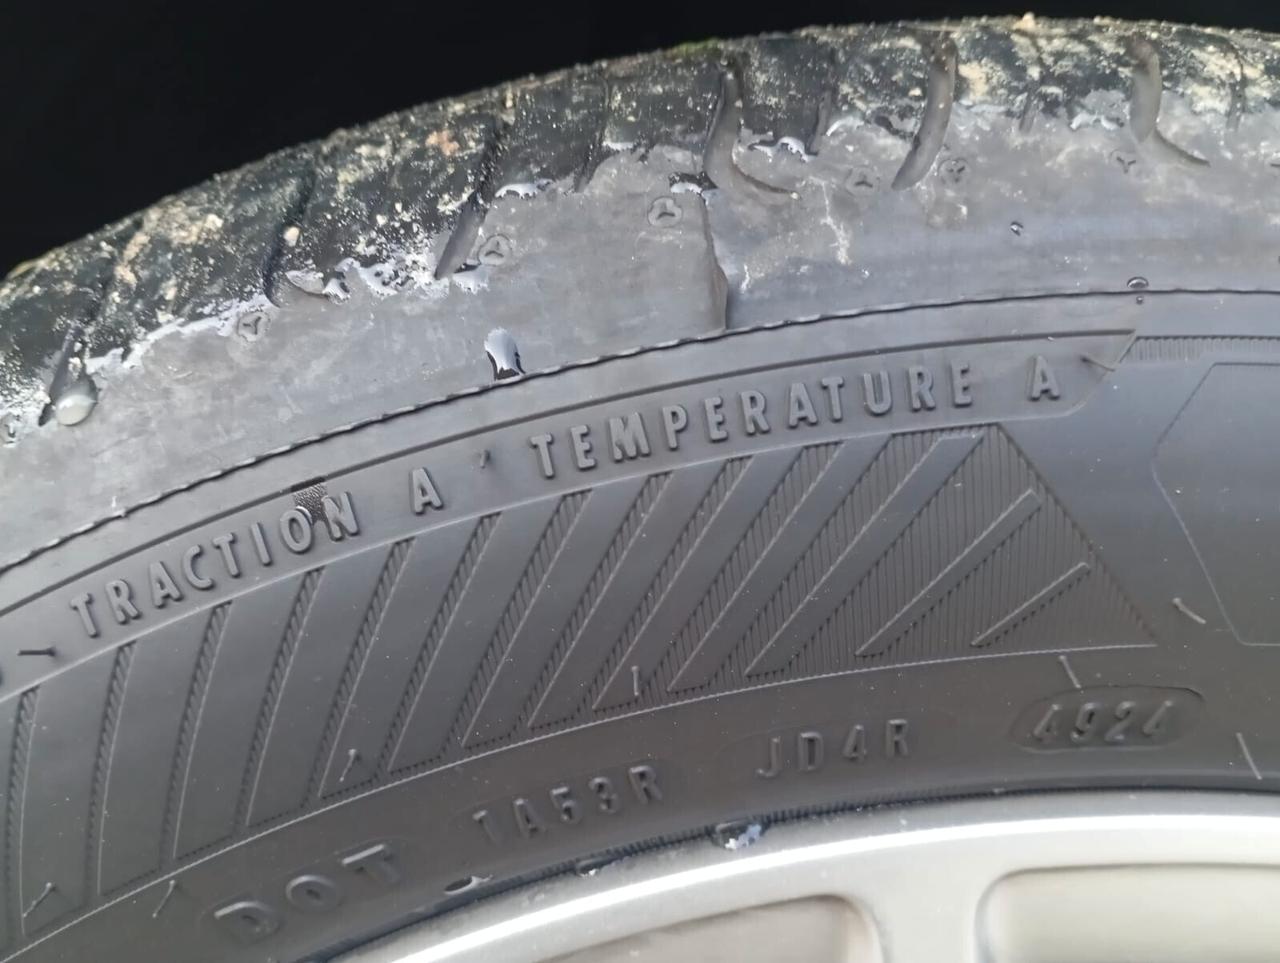 TRACTION A TEMPERATURE A
DOT 1A53R JD4R 4924